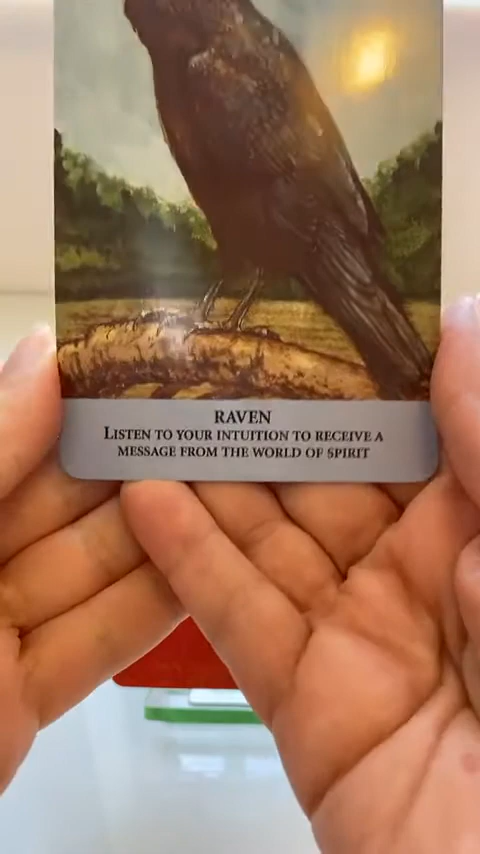 RAVEN
LISTEN TO YOUR INTUITION TO RECEIVE A
MESSAGE FROM THE WORLD OF SPIRIT